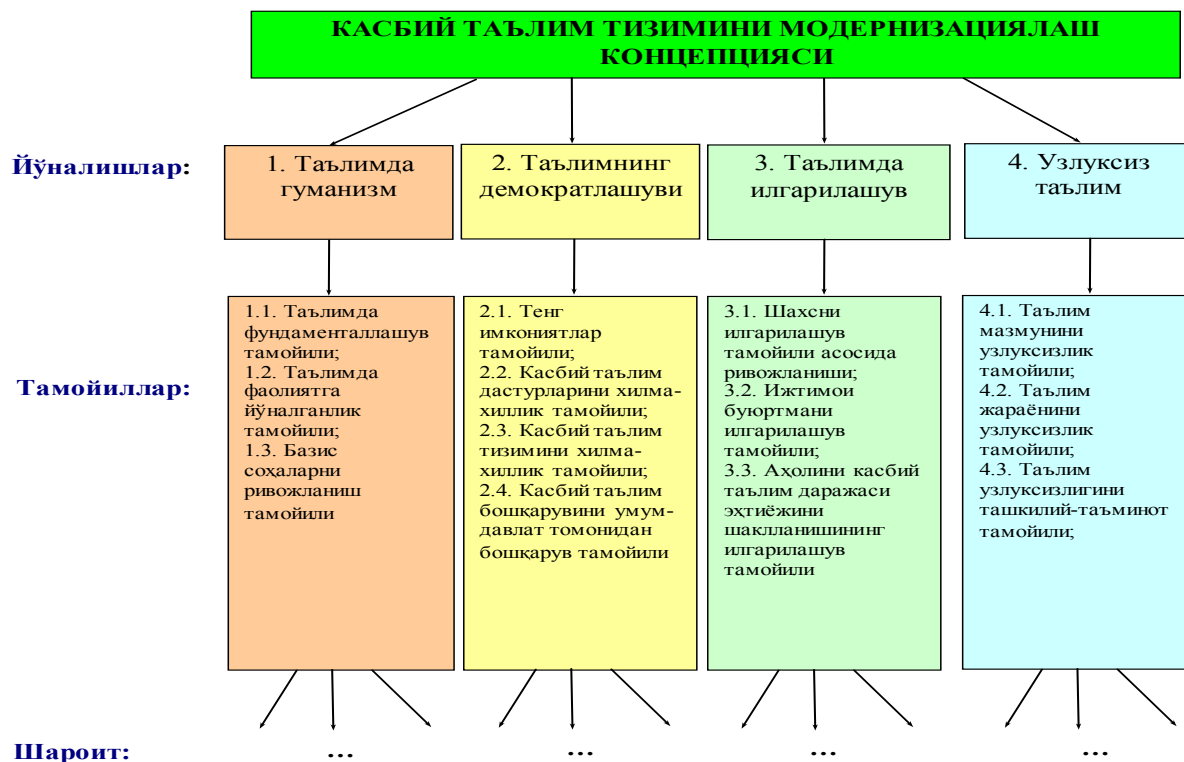 КАСБИЙ ТАЪЛИМ ТИЗИМИНИ МОДЕРНИЗАЦИЯЛАШ
КОНЦЕПЦИЯСИ
Йўналишлар:
1. Таълимда
гуманизм
2. Таълимнинг
демократлашуви
3. Таълимда
илгарилашув
4. Узлуксиз
таълим
Тамойиллар:
1.1. Таълимда
фундаменталлашув
тамойили;
1.2. Таълимда
фаолиятга
йўналганлик
тамойили;
1.3. Базис
соҳаларни
ривожланиш
тамойили
2.1. Тенг
имкониятлар
тамойили;
2.2. Касбий таълим
дастурларини хилма-
хиллик тамойили;
2.3. Касбий таълим
тизимини хилма-
хиллик тамойили;
2.4. Касбий таълим
бошқарувини умум-
давлат томонидан
бошқарув тамойили
3.1. Шахсни
илгарилашув
тамойили асосида
ривожланиши;
3.2. Ижтимои
буюртмани
илгарилашув
тамойили;
3.3. Аҳолини касбий
таълим даражаси
эҳтиёжини
шаклланишининг
илгарилашув
тамойили
4.1. Таълим
мазмунини
узлуксизлик
тамойили;
4.2. Таълим
жараёнини
узлуксизлик
тамойили;
4.3. Таълим
узлуксизлигини
ташкилий-таъминот
тамойили;
Шароит:
...
...
...
...